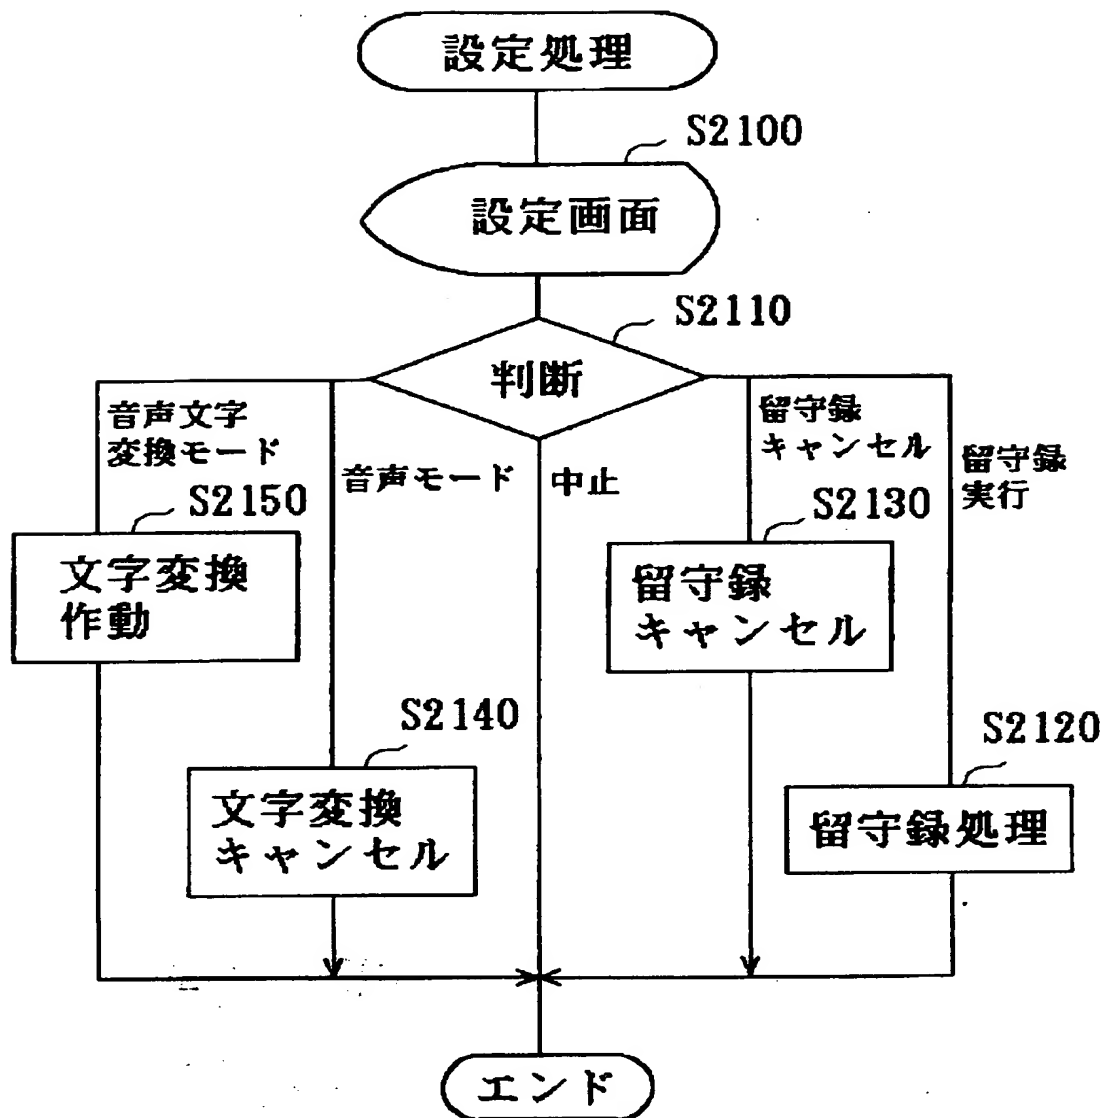 設定処理
S2100
設定画面
S2110
判断
音声文字
変換モード
音声モード
中止
留守録
キャンセル
留守録
実行
S2150
文字変換
作動
S2130
留守録
キャンセル
S2140
文字変換
キャンセル
S2120
留守録処理
エンド